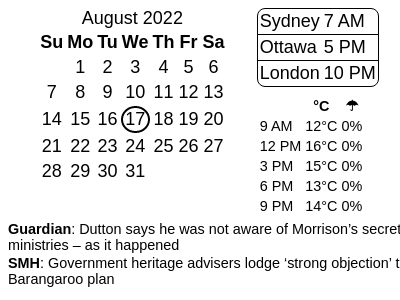 August 2022
Su Mo Tu We Th Fr Sa
1 2 3 4 5 6
7 8 9 10 11 12 13
14 15 16 17 18 19 20
21 22 23 24 25 26 27
28 29 30 31
Sydney 7 AM
Ottawa 5 PM
London 10 PM
°C ☂
9 AM 12°C 0%
12 PM 16°C 0%
3 PM 15°C 0%
6 PM 13°C 0%
9 PM 14°C 0%
Guardian: Dutton says he was not aware of Morrison's secret
ministries – as it happened
SMH: Government heritage advisers lodge ‘strong objection’ t
Barangaroo plan